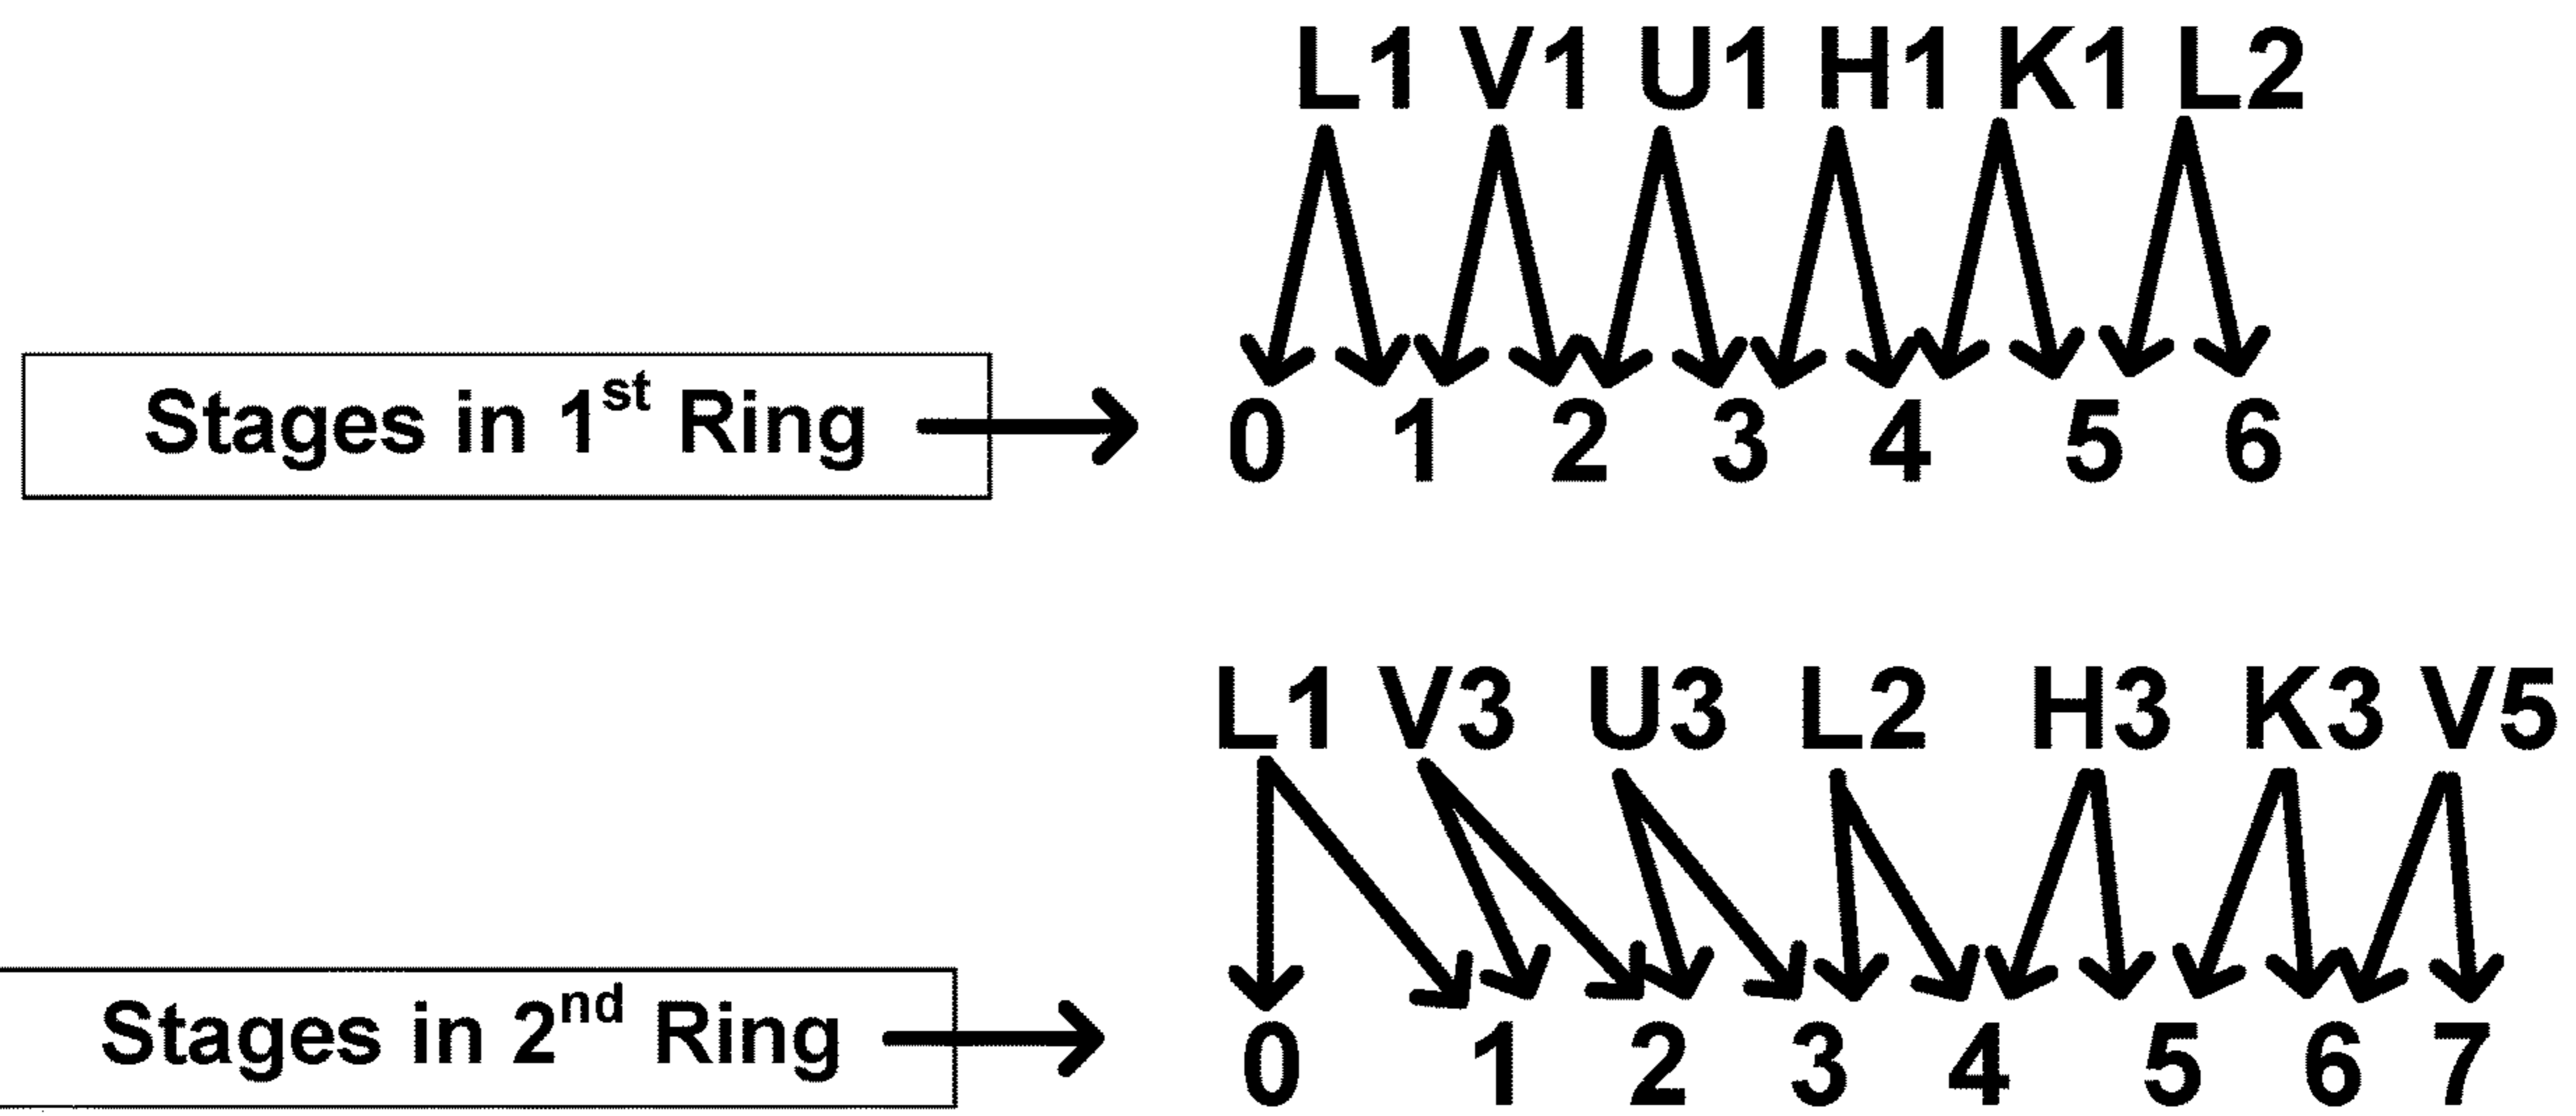 L1 V1 U1 H1 K1 L2
Stages in 1st Ring
0 1 2 3 4 5 6
L1 V3 U3 L2 H3 K3 V5
Stages in 2nd Ring
0 1 2 3 4 5 6 7